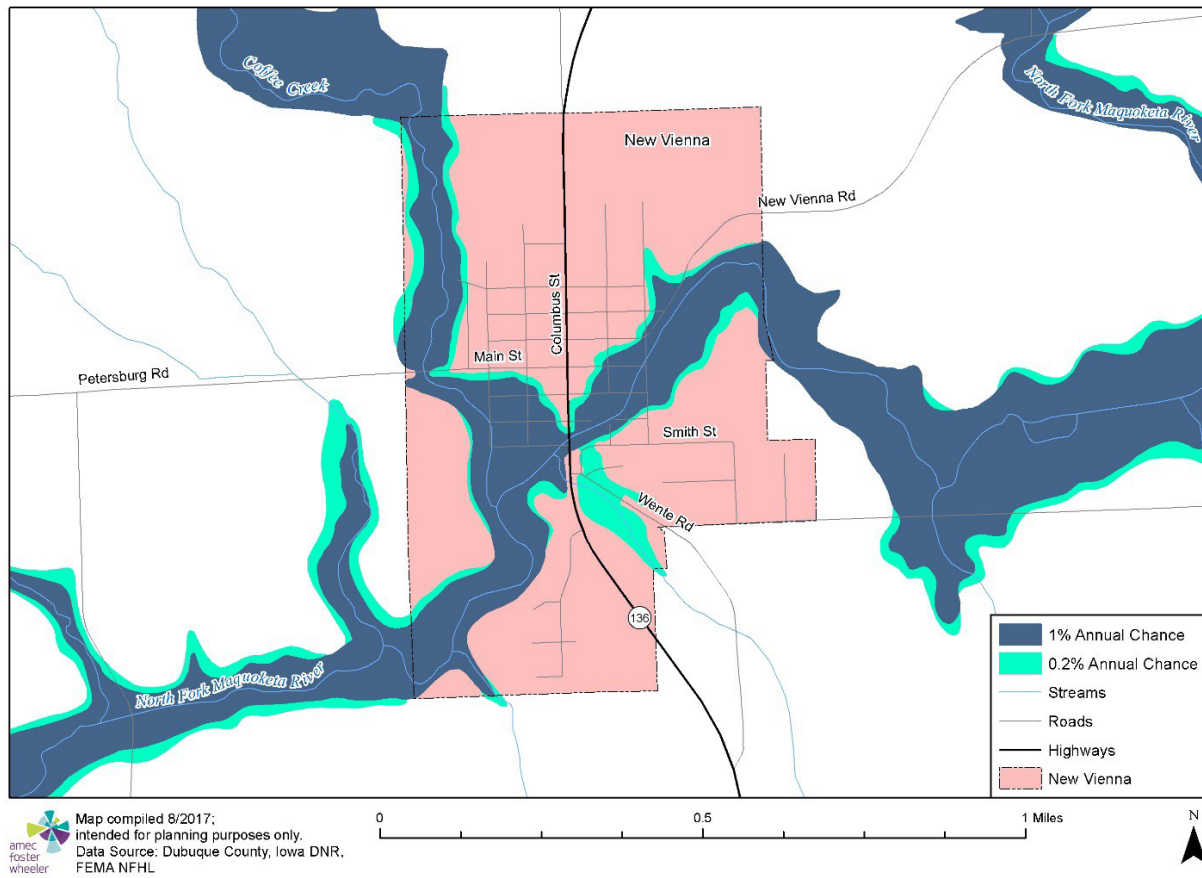 Coffee Creek
North Fork Maquoketa River
New Vienna
New Vienna Rd
Columbus St
Main St
Petersburg Rd
Smith St
Wente Rd
136
North Fork Maquoketa River
1% Annual Chance
0.2% Annual Chance
Streams
Roads
Highways
New Vienna
amec
foster
wheeler
Map compiled 8/2017;
intended for planning purposes only.
Data Source: Dubuque County, Iowa DNR,
FEMA NFHL
0 0.5 1 Miles
N